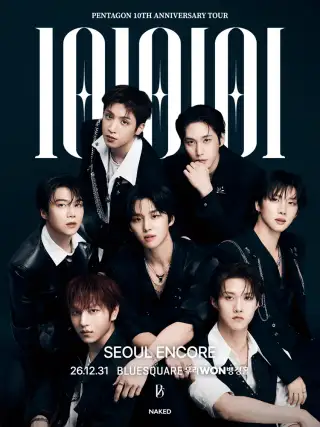 PENTAGON 10TH ANNIVERSARY TOUR
SEOUL ENCORE
26.12.31 BLUESQUARE 우리WON뱅킹홀
NAKED